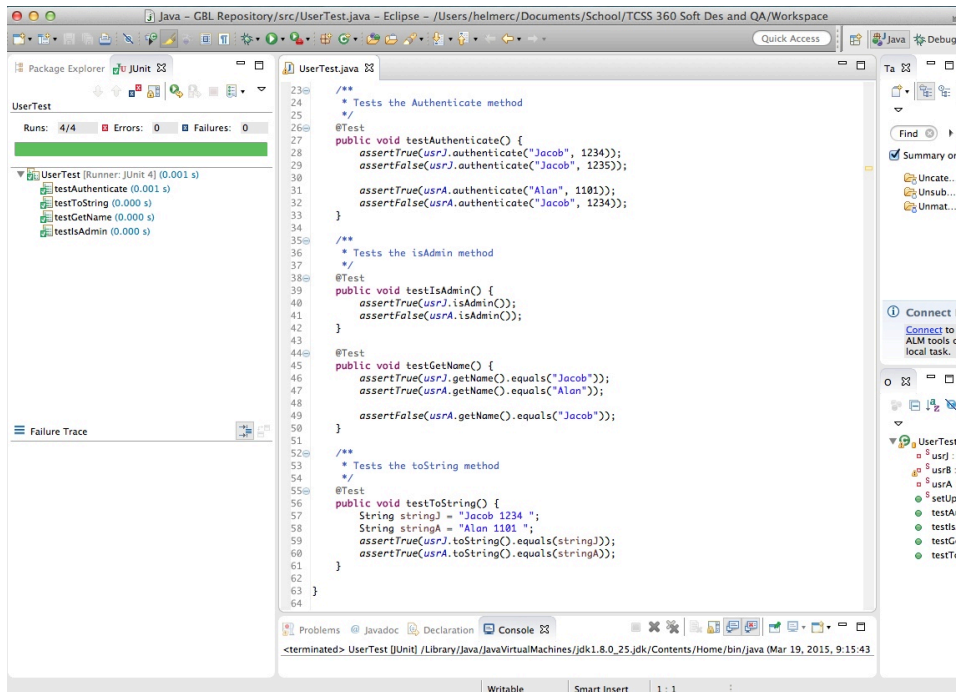 Java - GBL Repository/src/UserTest.java - Eclipse - /Users/helmerc/Documents/School/TCSS 360 Soft Des and QA/Workspace
Quick Access
Java
Debug
Package Explorer
JUnit
UserTest
Runs: 4/4 Errors: 0 Failures: 0
UserTest [Runner: JUnit 4] (0.001 s)
testAuthenticate (0.001 s)
testToString (0.000 s)
testGetName (0.000 s)
testIsAdmin (0.000 s)
Failure Trace
UserTest.java
23 /**
24 * Tests the Authenticate method
25 */
26 @Test
27 public void testAuthenticate() {
28 assertTrue(usrJ.authenticate("Jacob", 1234));
29 assertFalse(usrJ.authenticate("Jacob", 1235));
30
31 assertTrue(usrA.authenticate("Alan", 1101));
32 assertFalse(usrA.authenticate("Jacob", 1234));
33 }
34
35 /**
36 * Tests the isAdmin method
37 */
38 @Test
39 public void testIsAdmin() {
40 assertTrue(usrJ.isAdmin());
41 assertFalse(usrA.isAdmin());
42 }
43
44 @Test
45 public void testGetName() {
46 assertTrue(usrJ.getName().equals("Jacob"));
47 assertTrue(usrA.getName().equals("Alan"));
48
49 assertFalse(usrA.getName().equals("Jacob"));
50 }
51
52 /**
53 * Tests the toString method
54 */
55 @Test
56 public void testToString() {
57 String stringJ = "Jacob 1234 ";
58 String stringA = "Alan 1101 ";
59 assertTrue(usrJ.toString().equals(stringJ));
60 assertTrue(usrA.toString().equals(stringA));
61 }
62
63 }
64
Problems
Javadoc
Declaration
Console
<terminated> UserTest [JUnit] /Library/Java/JavaVirtualMachines/jdk1.8.0_25.jdk/Contents/Home/bin/java (Mar 19, 2015, 9:15:43
Writable
Smart Insert
1 : 1
Ta
Find
Summary or
Uncate...
Unsub...
Unmat...
Connect
Connect to
ALM tools o
local task.
O
UserTest
S usrJ :
S usrB :
S usrA
S setUp
testAu
testIs
testGe
testTo